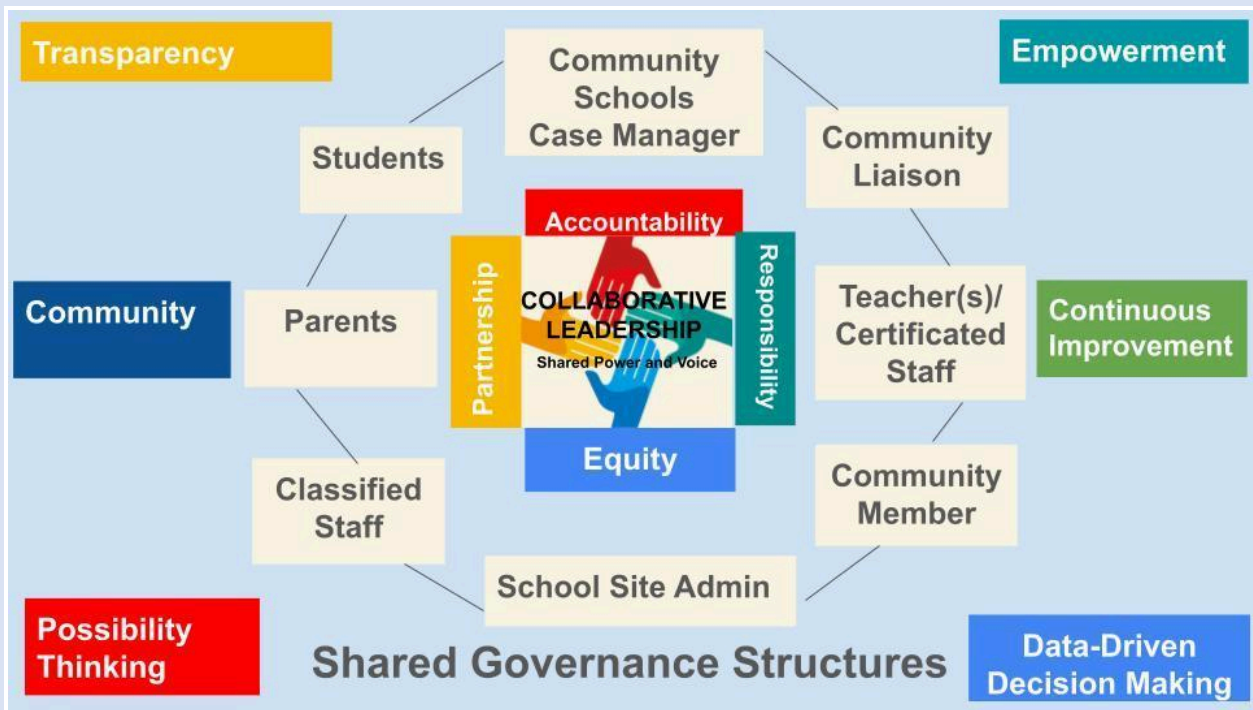 Transparency
Empowerment
Community
Schools
Case Manager
Students
Community
Liaison
Accountability
Community
Parents
Partnership
COLLABORATIVE
LEADERSHIP
Shared Power and Voice
Responsibility
Teacher(s)/
Certificated
Staff
Continuous
Improvement
Equity
Classified
Staff
Community
Member
School Site Admin
Possibility
Thinking
Shared Governance Structures
Data-Driven
Decision Making